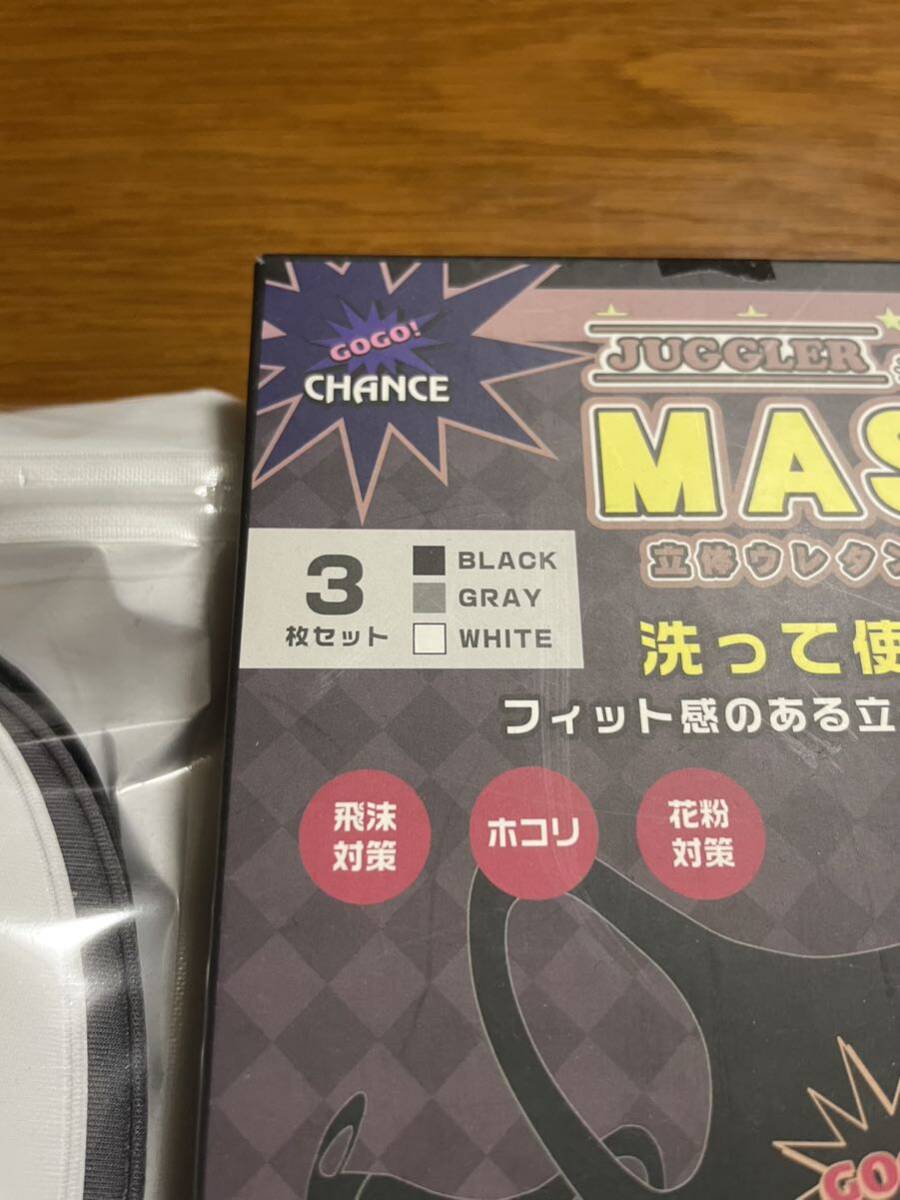 GOGO!
CHANCE
JUGGLER
MAS
立体ウレタン
3
枚セット
BLACK
GRAY
WHITE
洗って使
フィット感のある立
飛沫
対策
ホコリ
花粉
対策
GO